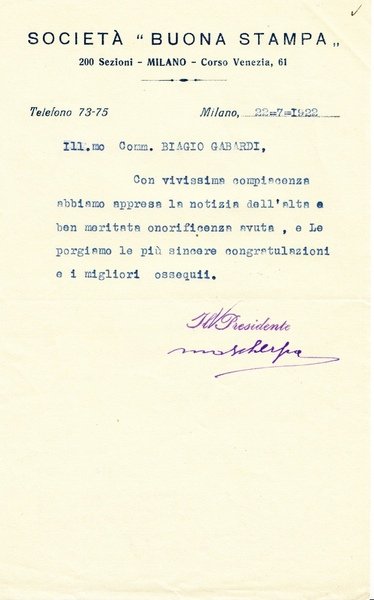 SOCIETÀ “ BUONA STAMPA „
200 Sezioni - MILANO - Corso Venezia, 61
Telefono 73-75 Milano, 22=7=1922
Ill.mo Comm. BIAGIO GABARDI,
Con vivissima compiacenza
abbiamo appresa la notizia dell'alta e
ben meritata onorificenza avuta , e Le
porgiamo le più sincere congratulazioni
e i migliori ossequii.
Il Presidente